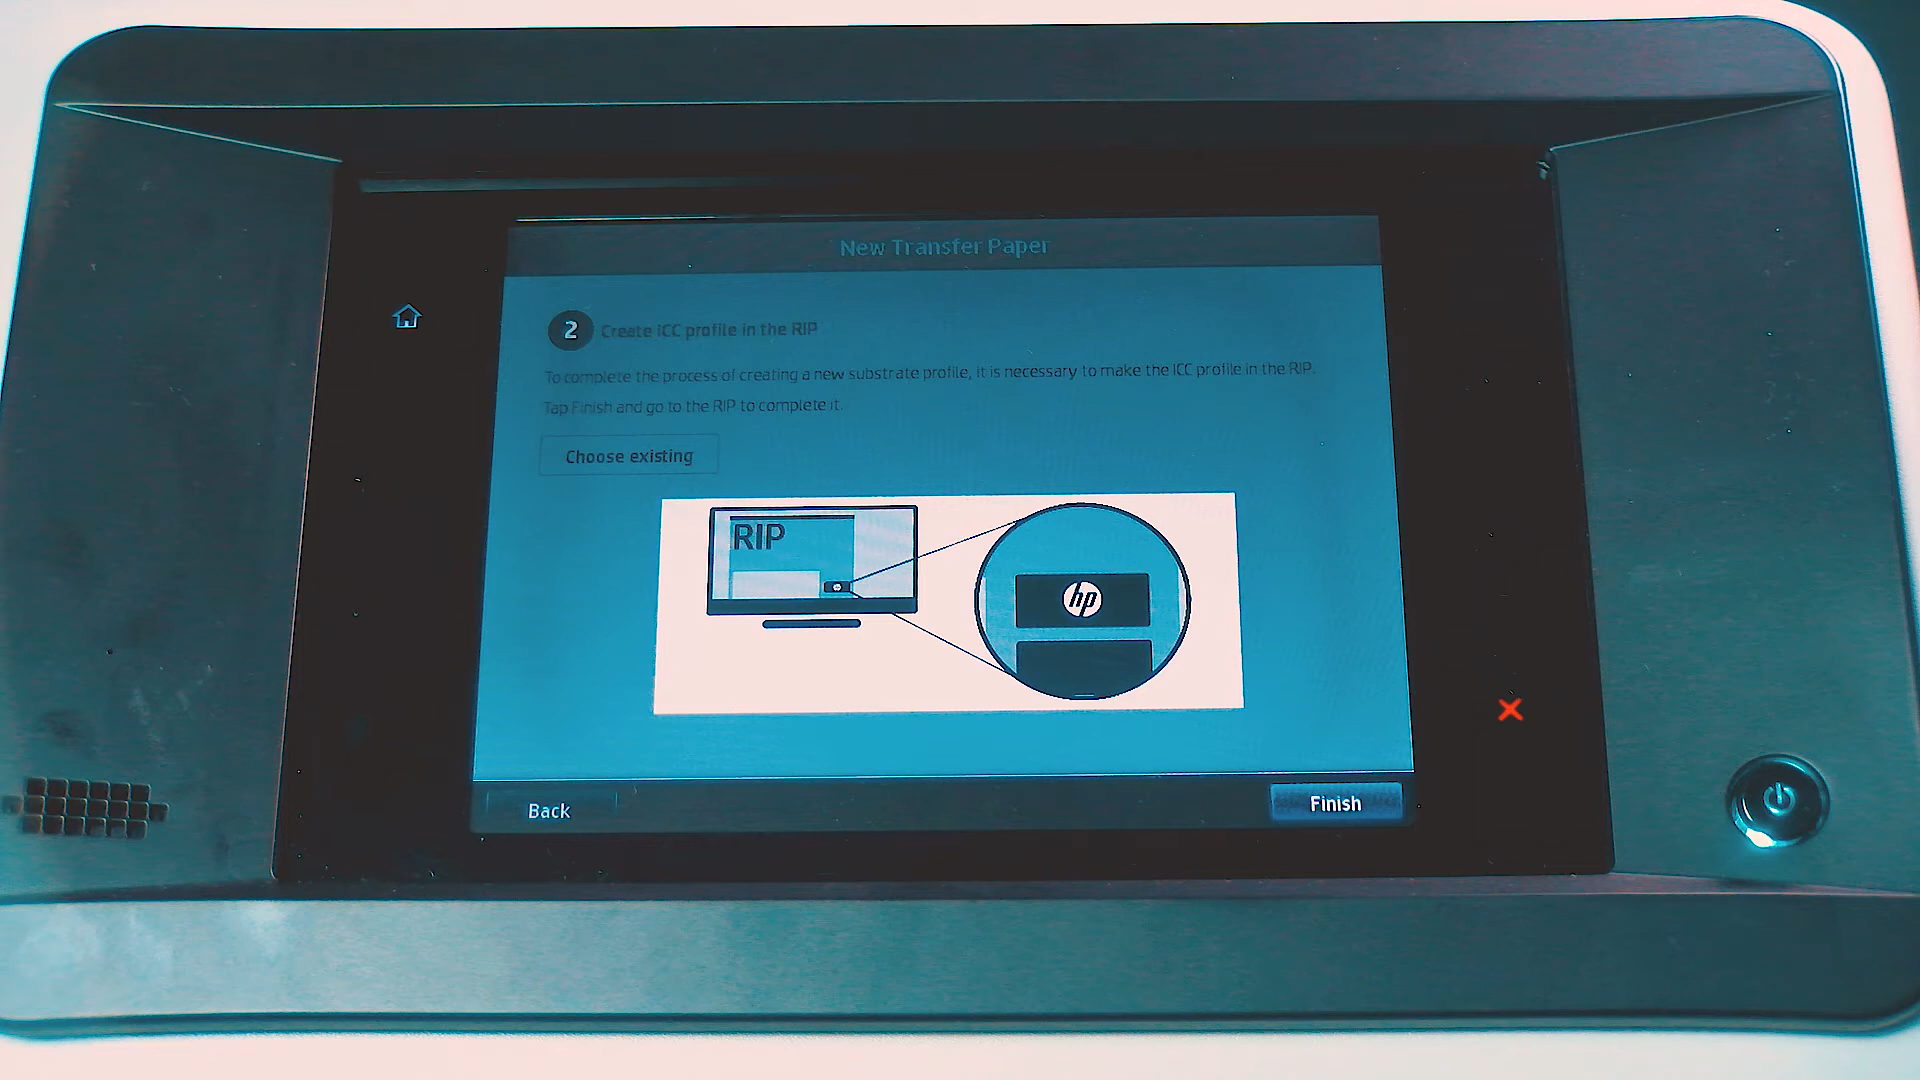 New Transfer Paper
2 Create ICC profile in the RIP
To complete the process of creating a new substrate profile, it is necessary to make the ICC profile in the RIP.
Tap Finish and go to the RIP to complete it.
Choose existing
RIP
hp
Back
Finish